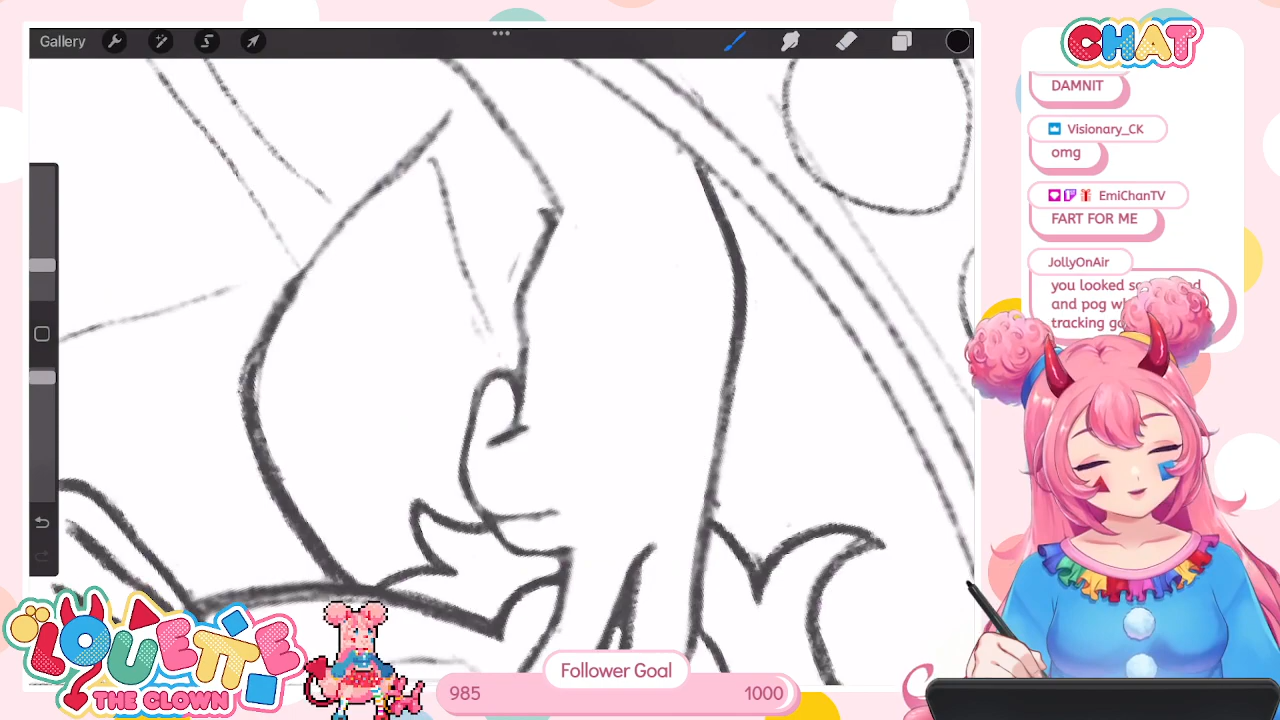 Gallery
CHAT
DAMNIT
Visionary_CK
omg
EmiChanTV
FART FOR ME
JollyOnAir
you looked
and pog
tracking
LOUETTE
THE CLOWN
Follower Goal
985
1000